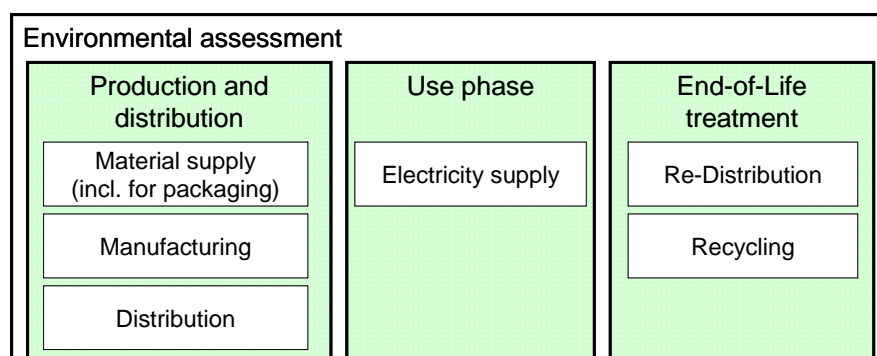 Environmental assessment
Production and
distribution
Material supply
(incl. for packaging)
Manufacturing
Distribution
Use phase
Electricity supply
End-of-Life
treatment
Re-Distribution
Recycling